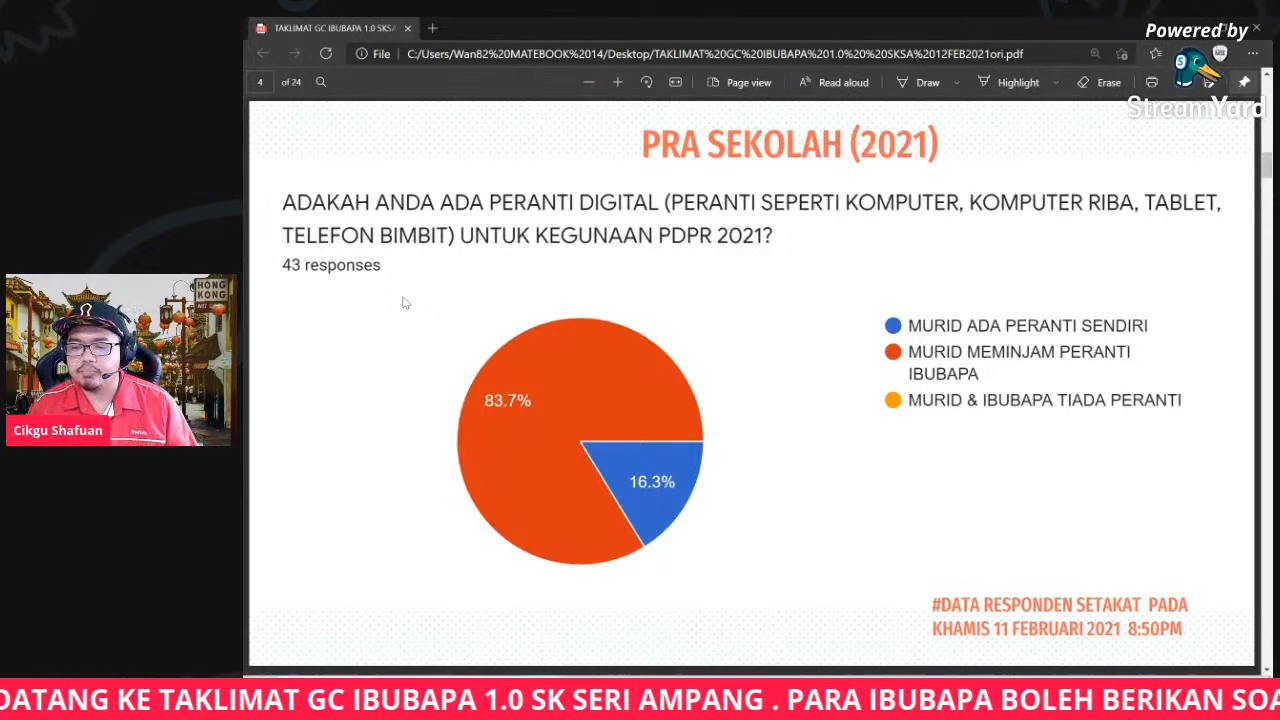 TAKLIMAT GC IBUBAPA 1.0 SKSA
Powered by
File
C:/Users/Wan82%20MATEBOOK%2014/Desktop/TAKLIMAT%20GC%20IBUBAPA%201.0%20%20SKSA%2012FEB2021ori.pdf
4 of 24
Page view
Read aloud
Draw
Highlight
Erase
StreamYard
PRA SEKOLAH (2021)
ADAKAH ANDA ADA PERANTI DIGITAL (PERANTI SEPERTI KOMPUTER, KOMPUTER RIBA, TABLET,
TELEFON BIMBIT) UNTUK KEGUNAAN PDPR 2021?
43 responses
HONG
KONG
83.7%
16.3%
MURID ADA PERANTI SENDIRI
MURID MEMINJAM PERANTI
IBUBAPA
MURID & IBUBAPA TIADA PERANTI
Cikgu Shafuan
#DATA RESPONDEN SETAKAT PADA
KHAMIS 11 FEBRUARI 2021 8:50PM
DATANG KE TAKLIMAT GC IBUBAPA 1.0 SK SERI AMPANG . PARA IBUBAPA BOLEH BERIKAN SOA